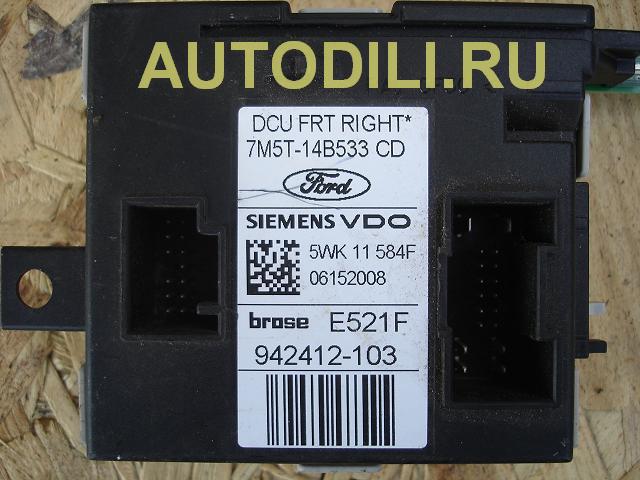 AUTODILI.RU
DCU FRT RIGHT*
7M5T-14B533 CD
Ford
SIEMENS VDO
5WK 11 584F
06152008
brose E521F
942412-103